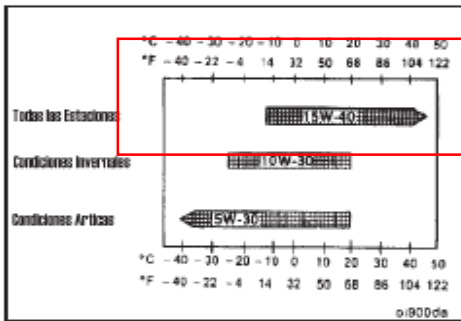 °C -40 -30 -20 -10 0 10 20 30 40 50
°F -40 -22 -4 14 32 50 68 86 104 122
Todas las Estaciones 15W-40
Condiciones Invernales 10W-30
Condiciones Articas 5W-30
°C -40 -30 -20 -10 0 10 20 30 40 50
°F -40 -22 -4 14 32 50 68 86 104 122
oi900da